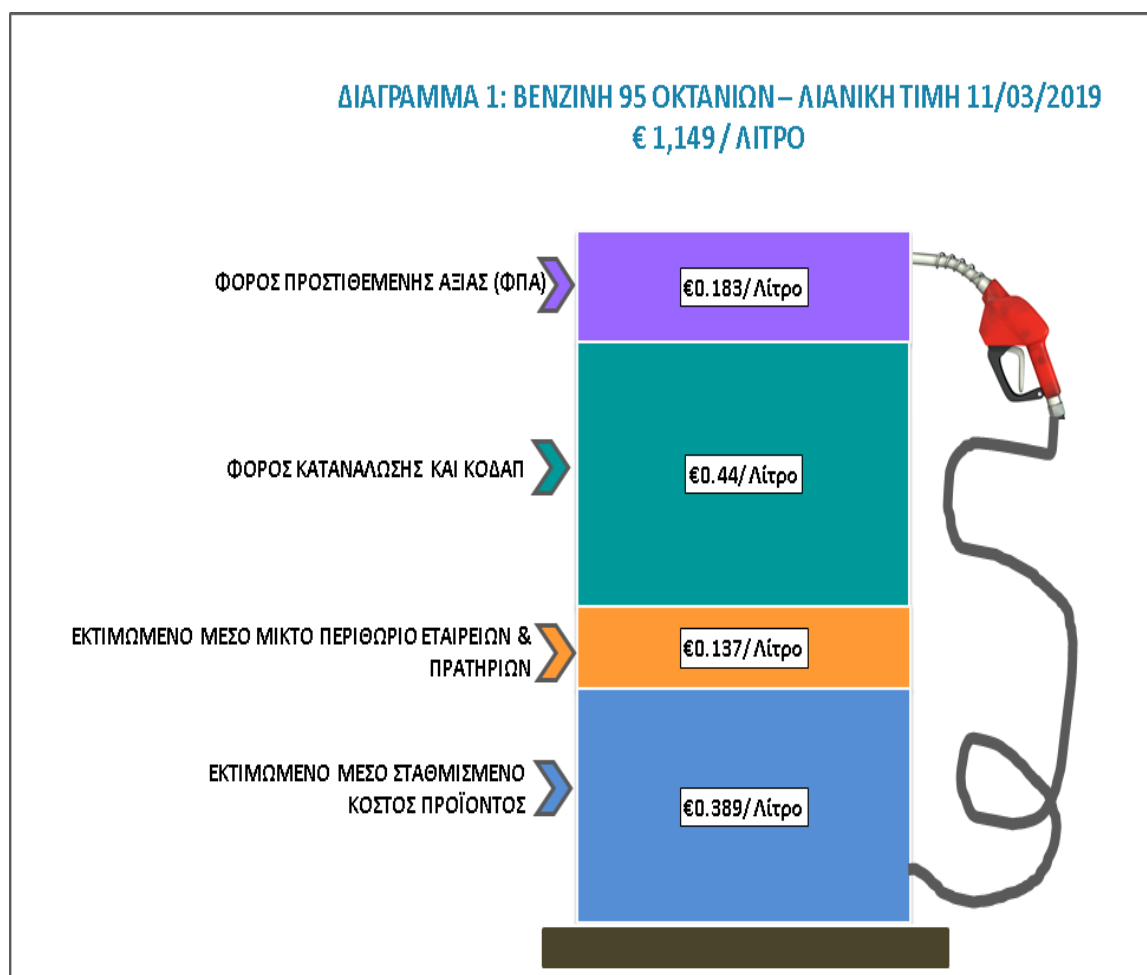 ΔΙΑΓΡΑΜΜΑ 1: ΒΕΝΖΙΝΗ 95 ΟΚΤΑΝΙΩΝ – ΛΙΑΝΙΚΗ ΤΙΜΗ 11/03/2019
€ 1,149 / ΛΙΤΡΟ
ΦΟΡΟΣ ΠΡΟΣΤΙΘΕΜΕΝΗΣ ΑΞΙΑΣ (ΦΠΑ)
€0.183/ Λίτρο
ΦΟΡΟΣ ΚΑΤΑΝΑΛΩΣΗΣ ΚΑΙ ΚΟΔΑΠ
€0.44/ Λίτρο
ΕΚΤΙΜΩΜΕΝΟ ΜΕΣΟ ΜΙΚΤΟ ΠΕΡΙΘΩΡΙΟ ΕΤΑΙΡΕΙΩΝ &
ΠΡΑΤΗΡΙΩΝ
€0.137/ Λίτρο
ΕΚΤΙΜΩΜΕΝΟ ΜΕΣΟ ΣΤΑΘΜΙΣΜΕΝΟ
ΚΟΣΤΟΣ ΠΡΟΪΟΝΤΟΣ
€0.389/ Λίτρο